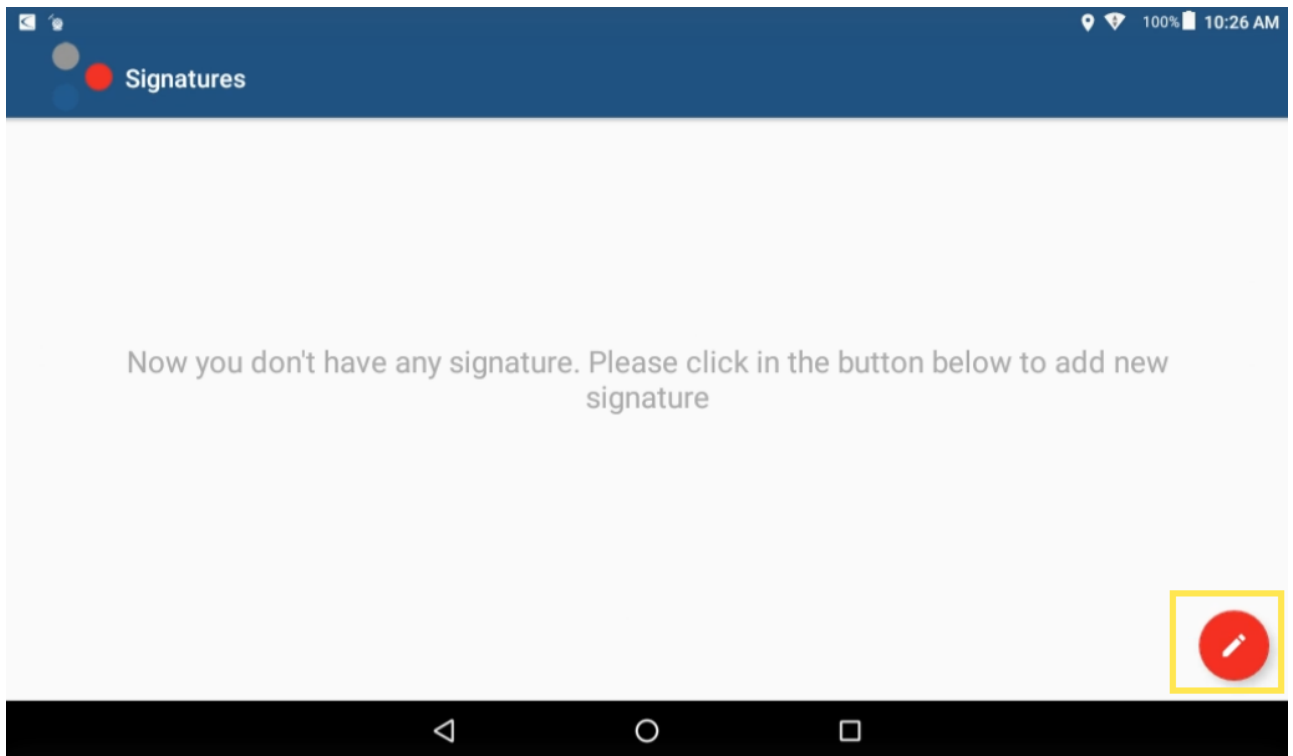 100% 10:26 AM
Signatures
Now you don't have any signature. Please click in the button below to add new
signature